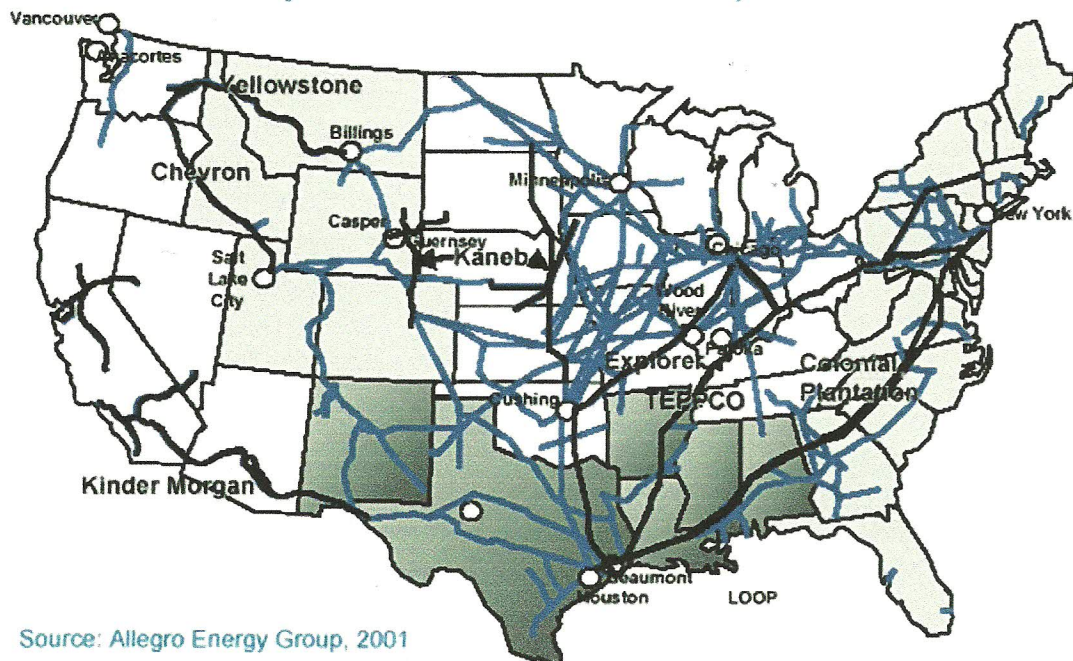 Vancouver
Anacortes
Yellowstone
Billings
Chevron
Minneapolis
Casper
Guernsey
New York
Salt
Lake
City
Kaneb
Chicago
Wood
River
Explorer
Patoka
Colonial
Plantation
Cushing
TEPPCO
Kinder Morgan
Beaumont
Houston
LOOP
Source: Allegro Energy Group, 2001